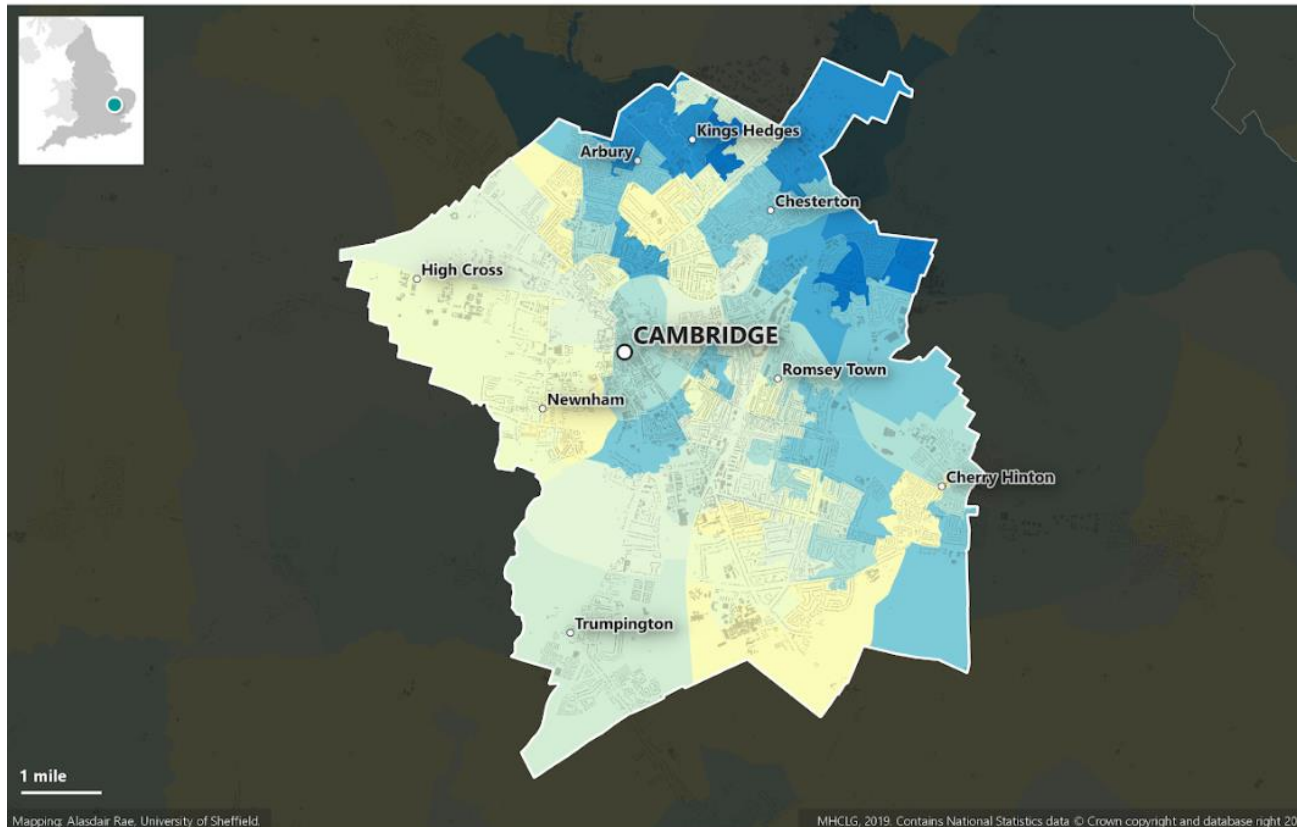 Kings Hedges
Arbury
Chesterton
High Cross
CAMBRIDGE
Romsey Town
Newnham
Cherry Hinton
Trumpington
1 mile
Mapping: Alasdair Rae, University of Sheffield.
MHCLG, 2019. Contains National Statistics data © Crown copyright and database right 20